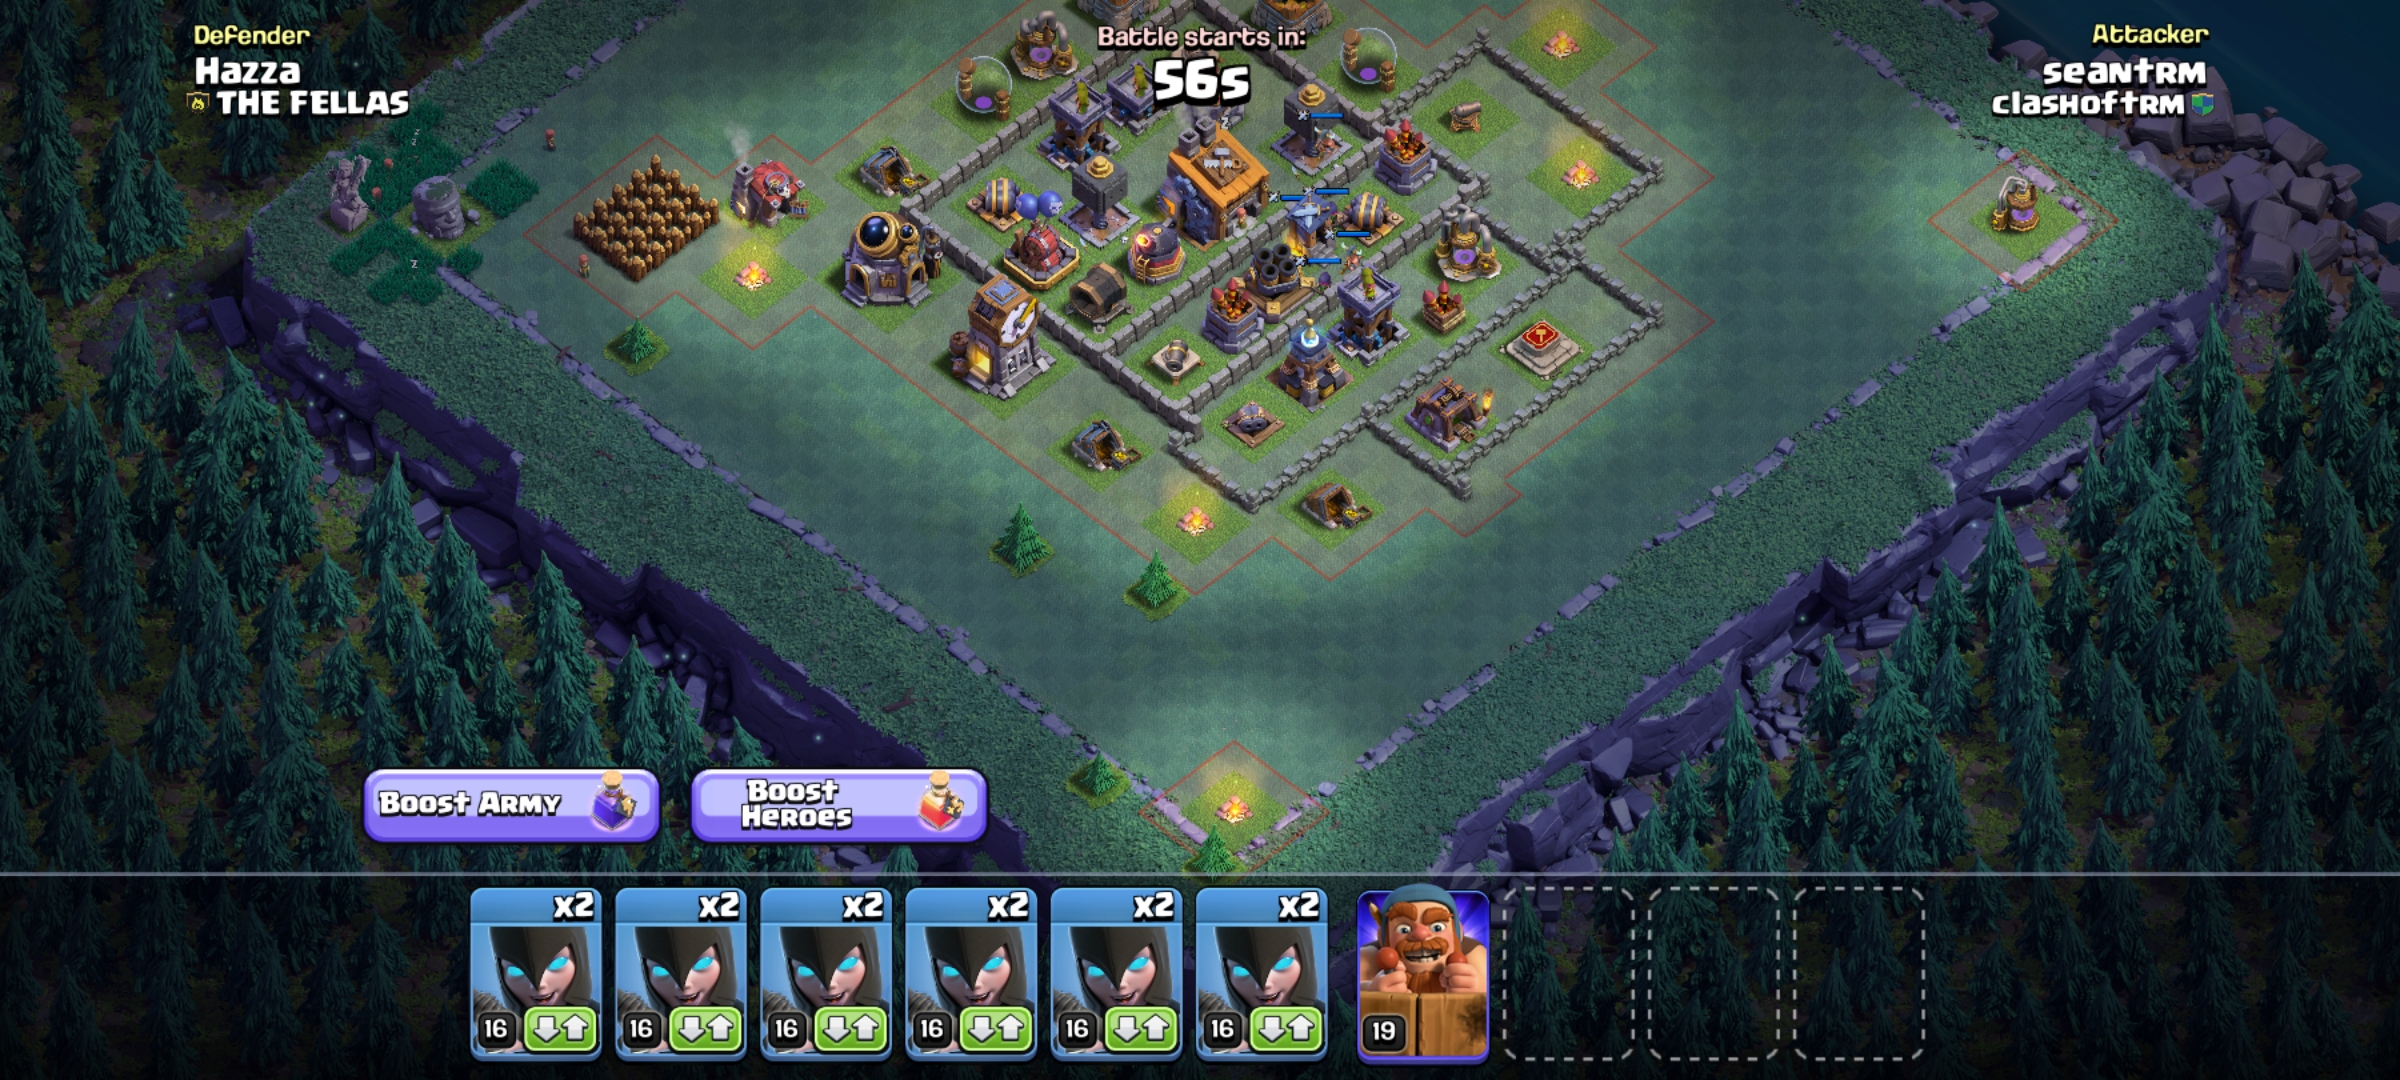 Defender
Hazza
THE FELLAS
Battle starts in:
56s
Attacker
seantRM
clashoftRM
Boost Army
Boost Heroes
x2
x2
x2
x2
x2
x2
16
16
16
16
16
16
19